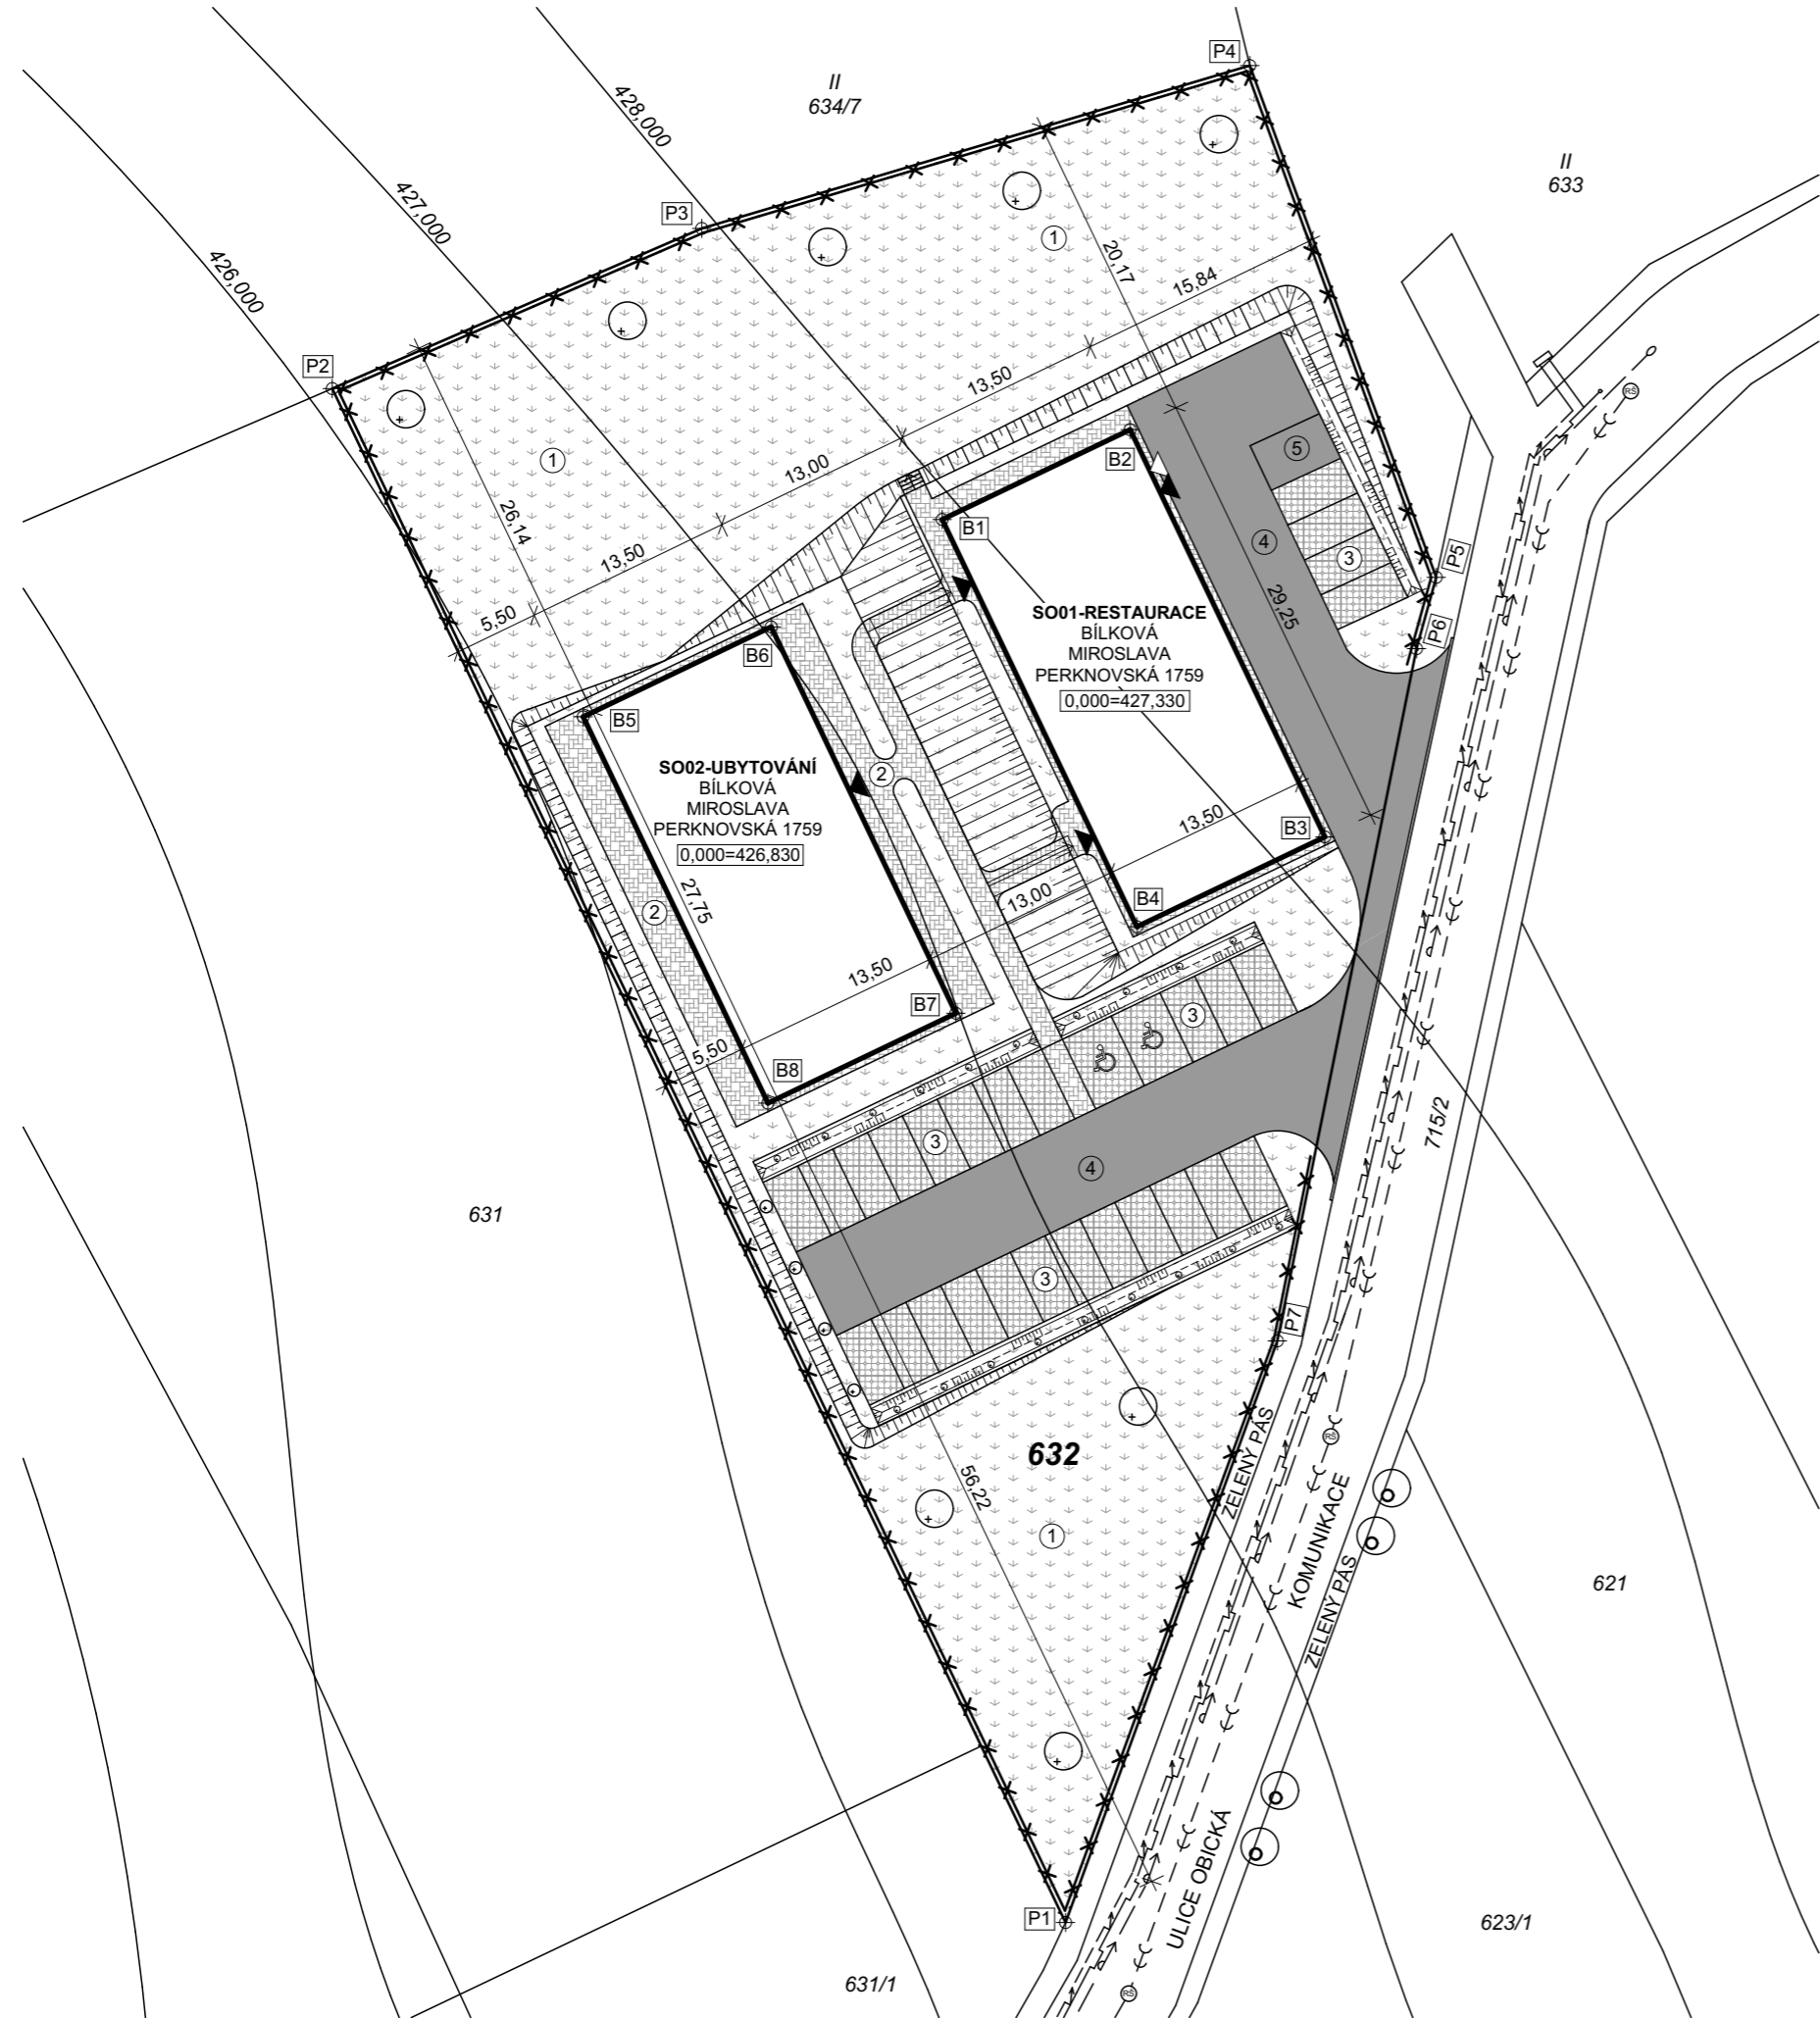 P4
II
634/7
428,000
II
633
427,000
P3
1
20,17
426,000
15,84
P2
13,50
1
13,00
B2
5
26,14
B1
4
13,50
3
P5
5,50
29,25
SO01-RESTAURACE
BÍLKOVÁ
MIROSLAVA
PERKNOVSKÁ 1759
0,000=427,330
P6
B6
B5
SO02-UBYTOVÁNÍ
BÍLKOVÁ
MIROSLAVA
PERKNOVSKÁ 1759
0,000=426,830
2
13,50
B3
27,75
2
13,00
B4
13,50
B7
3
5,50
B8
3
4
715/2
631
3
P7
632
ZELENÝ PÁS
56,22
1
KOMUNIKACE
ZELENÝ PÁS
621
ULICE OBICKÁ
P1
623/1
631/1
RŠ
RŠ
RŠ